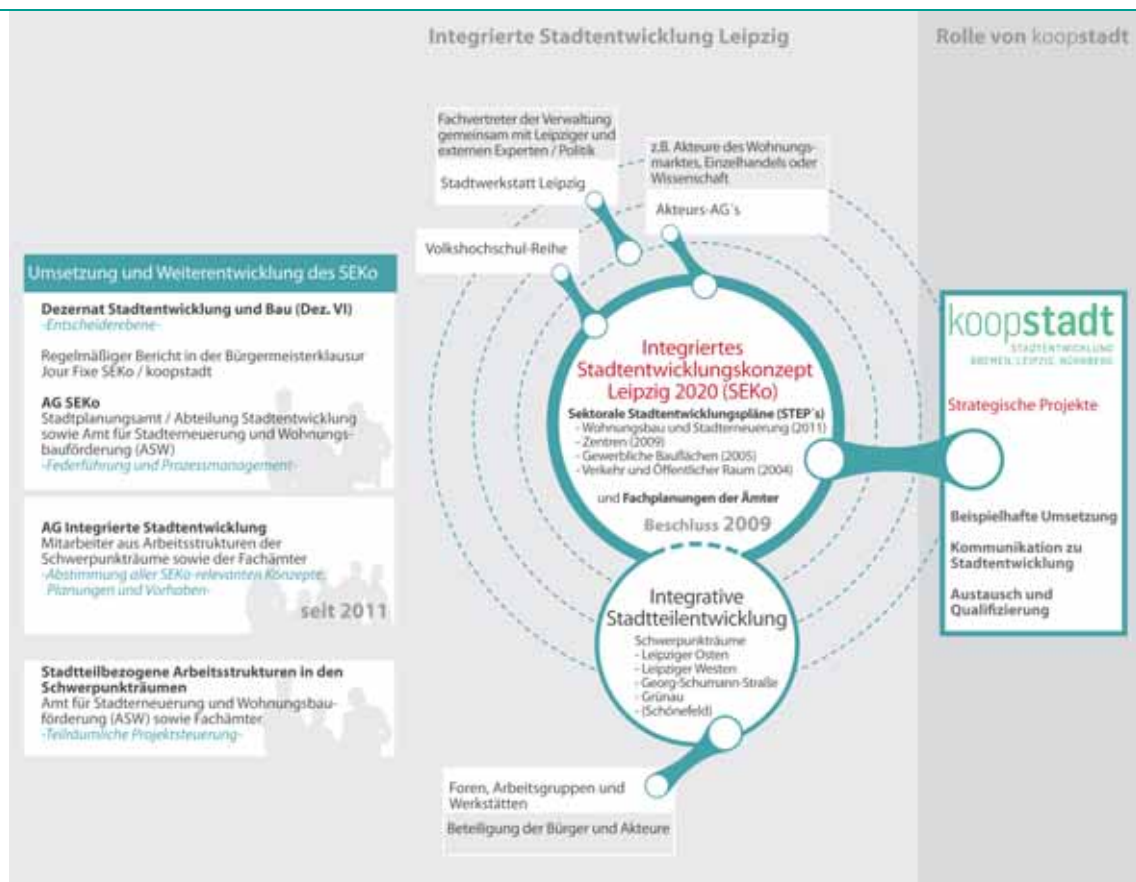 Integrierte Stadtentwicklung Leipzig
Rolle von koopstadt
Fachvertreter der Verwaltung
gemeinsam mit Leipziger und
externen Experten / Politik
Stadtwerkstatt Leipzig
z.B. Akteure des Wohnungs-
marktes, Einzelhandels oder
Wissenschaft
Akteurs-AG´s
Volkshochschul-Reihe
Umsetzung und Weiterentwicklung des SEKo
Dezernat Stadtentwicklung und Bau (Dez. VI)
-Entscheiderebene-
Regelmäßiger Bericht in der Bürgermeisterklausur
Jour Fixe SEKo / koopstadt
AG SEKo
Stadtplanungsamt / Abteilung Stadtentwicklung
sowie Amt für Stadterneuerung und Wohnungs-
bauförderung (ASW)
-Federführung und Prozessmanagement-
AG Integrierte Stadtentwicklung
Mitarbeiter aus Arbeitsstrukturen der
Schwerpunkträume sowie der Fachämter
-Abstimmung aller SEKo-relevanten Konzepte,
Planungen und Vorhaben-
seit 2011
Stadtteilbezogene Arbeitsstrukturen in den
Schwerpunkträumen
Amt für Stadterneuerung und Wohnungsbau-
förderung (ASW) sowie Fachämter
-Teilräumliche Projektsteuerung-
Integriertes
Stadtentwicklungskonzept
Leipzig 2020 (SEKo)
Sektorale Stadtentwicklungspläne (STEP´s)
- Wohnungsbau und Stadterneuerung (2011)
- Zentren (2009)
- Gewerbliche Bauflächen (2005)
- Verkehr und Öffentlicher Raum (2004)
und Fachplanungen der Ämter
Beschluss 2009
Integrative
Stadtteilentwicklung
Schwerpunkträume
- Leipziger Osten
- Leipziger Westen
- Georg-Schumann-Straße
- Grünau
- (Schönefeld)
Foren, Arbeitsgruppen und
Werkstätten
Beteiligung der Bürger und Akteure
koopstadt
STADTENTWICKLUNG
BREMEN LEIPZIG NÜRNBERG
Strategische Projekte
Beispielhafte Umsetzung
Kommunikation zu
Stadtentwicklung
Austausch und
Qualifizierung